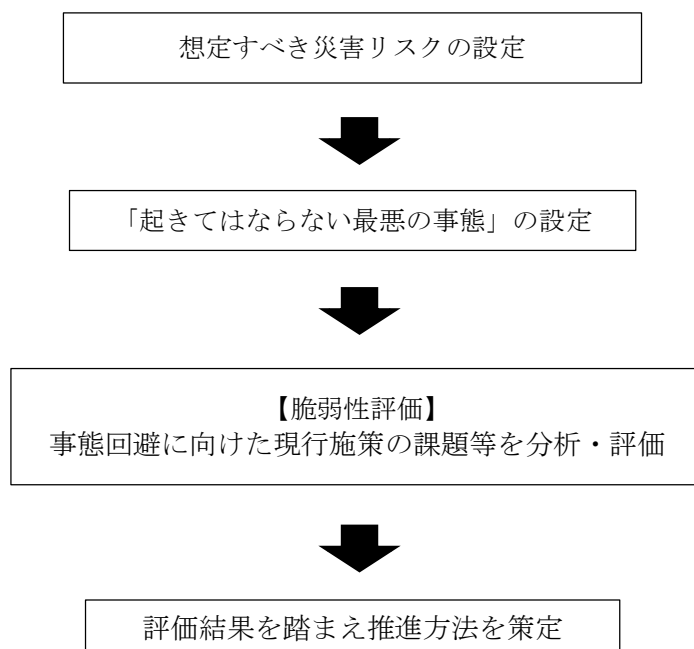 想定すべき災害リスクの設定
「起きてはならない最悪の事態」の設定
【脆弱性評価】
事態回避に向けた現行施策の課題等を分析・評価
評価結果を踏まえ推進方法を策定